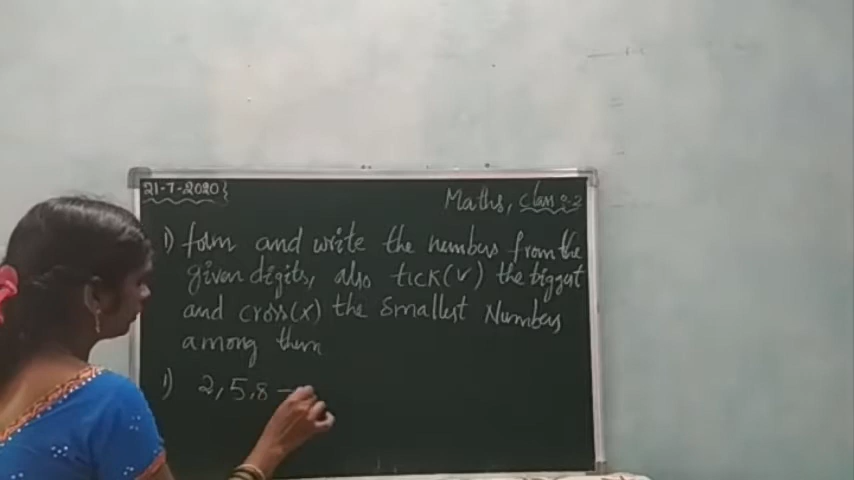 21-7-2020}
Maths, Class :-2
1) form and write the numbers from the
given digits, also tick(✓) the biggest
and cross(x) the smallest Numbers
among them
1) 2,5,8 -